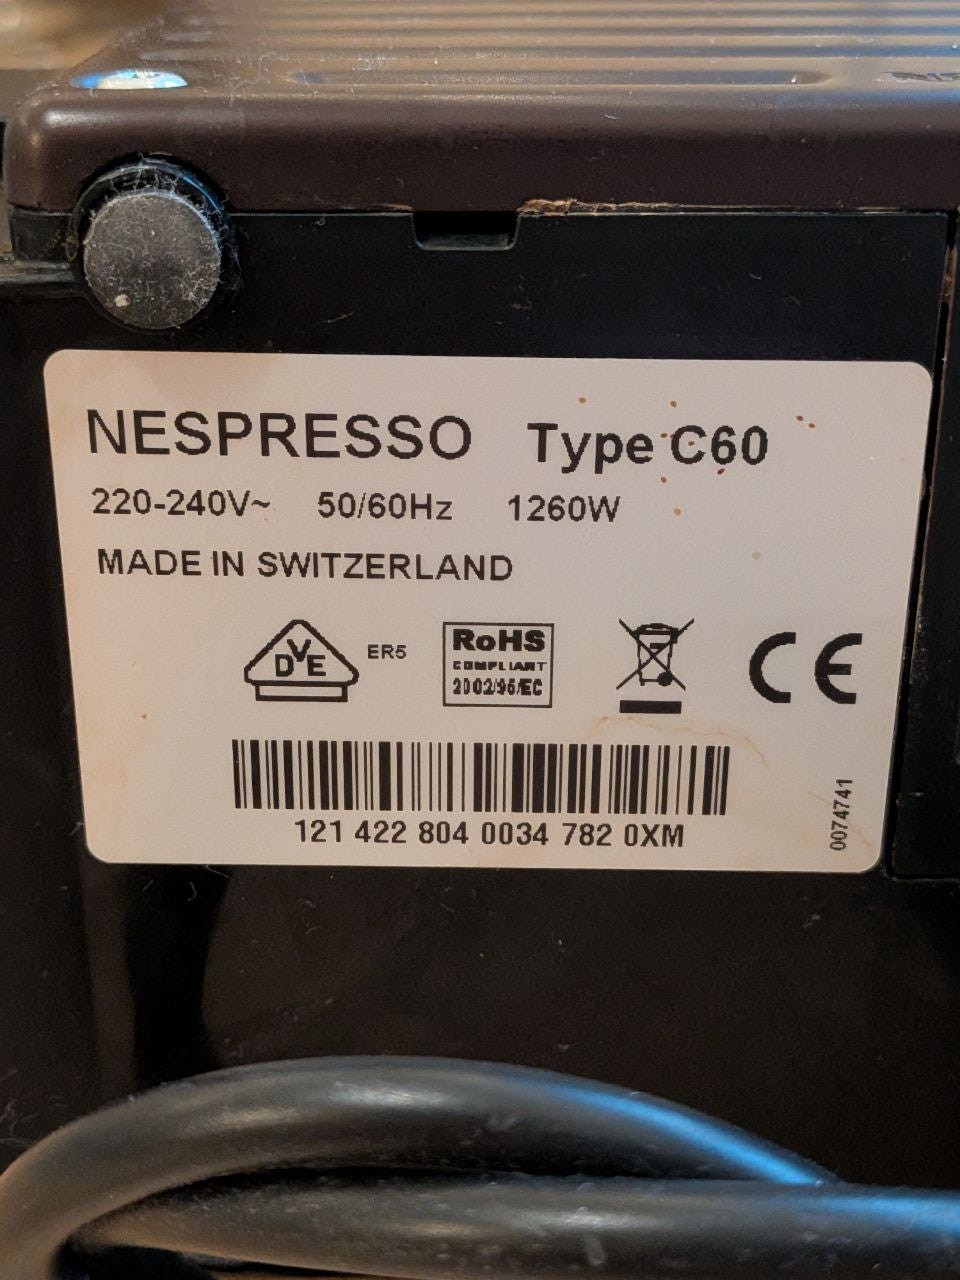 NESPRESSO Type C60
220-240V~ 50/60Hz 1260W
MADE IN SWITZERLAND
DVE ER5
RoHS
COMPLIANT
2002/95/EC
CE
121 422 804 0034 782 0XM
0074741